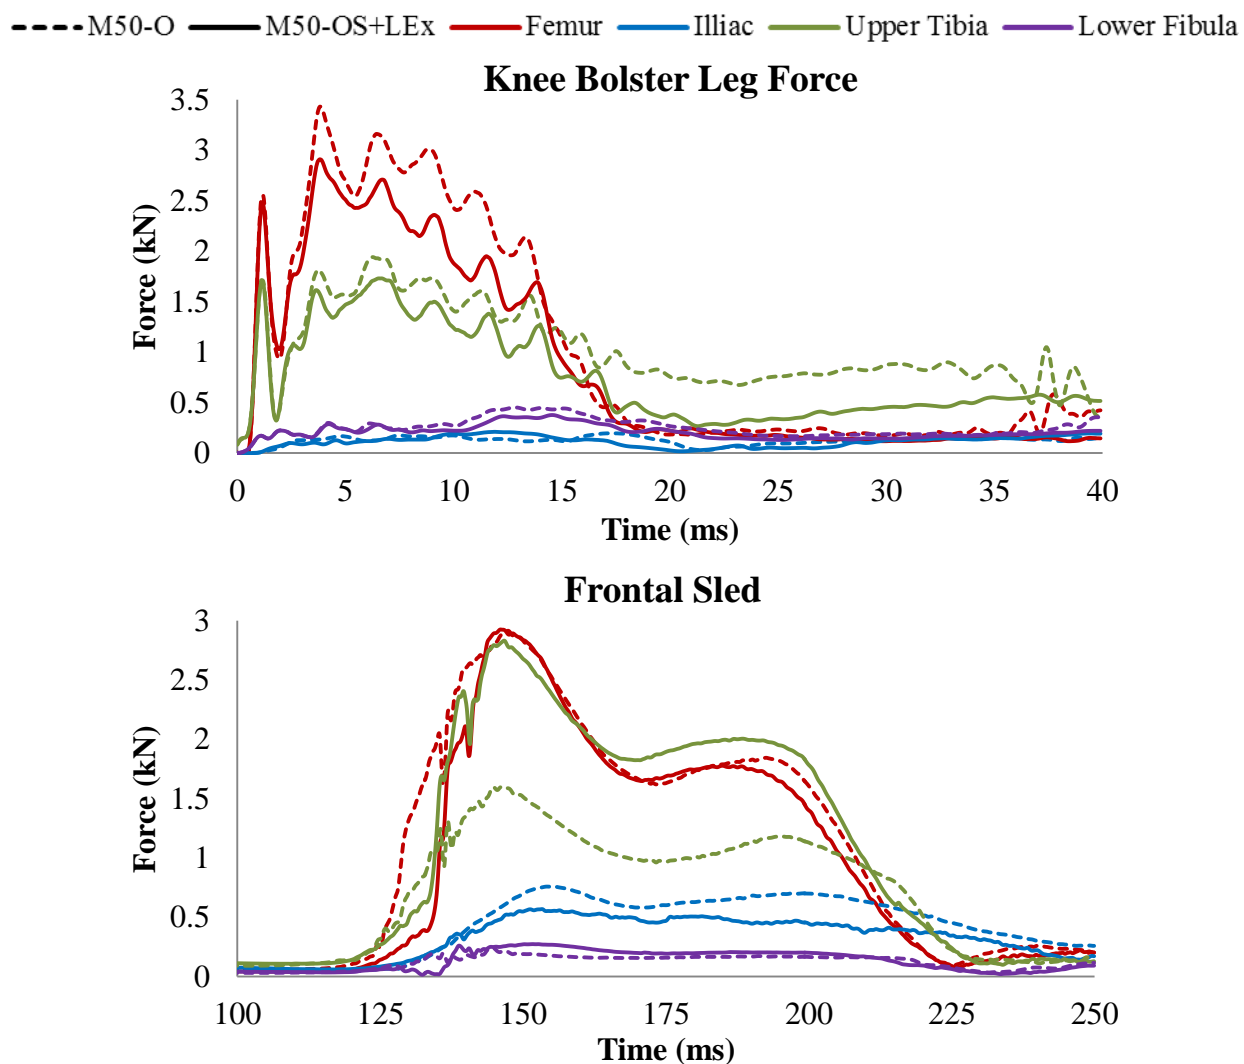 M50-O M50-OS+LEx Femur Illiac Upper Tibia Lower Fibula
Knee Bolster Leg Force
3.5
3
2.5
2
1.5
1
0.5
0
Force (kN)
0 5 10 15 20 25 30 35 40
Time (ms)
Frontal Sled
3
2.5
2
1.5
1
0.5
0
Force (kN)
100 125 150 175 200 225 250
Time (ms)